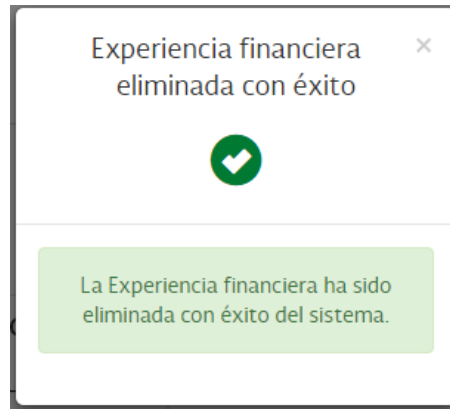 Experiencia financiera ×
eliminada con éxito
La Experiencia financiera ha sido
eliminada con éxito del sistema.